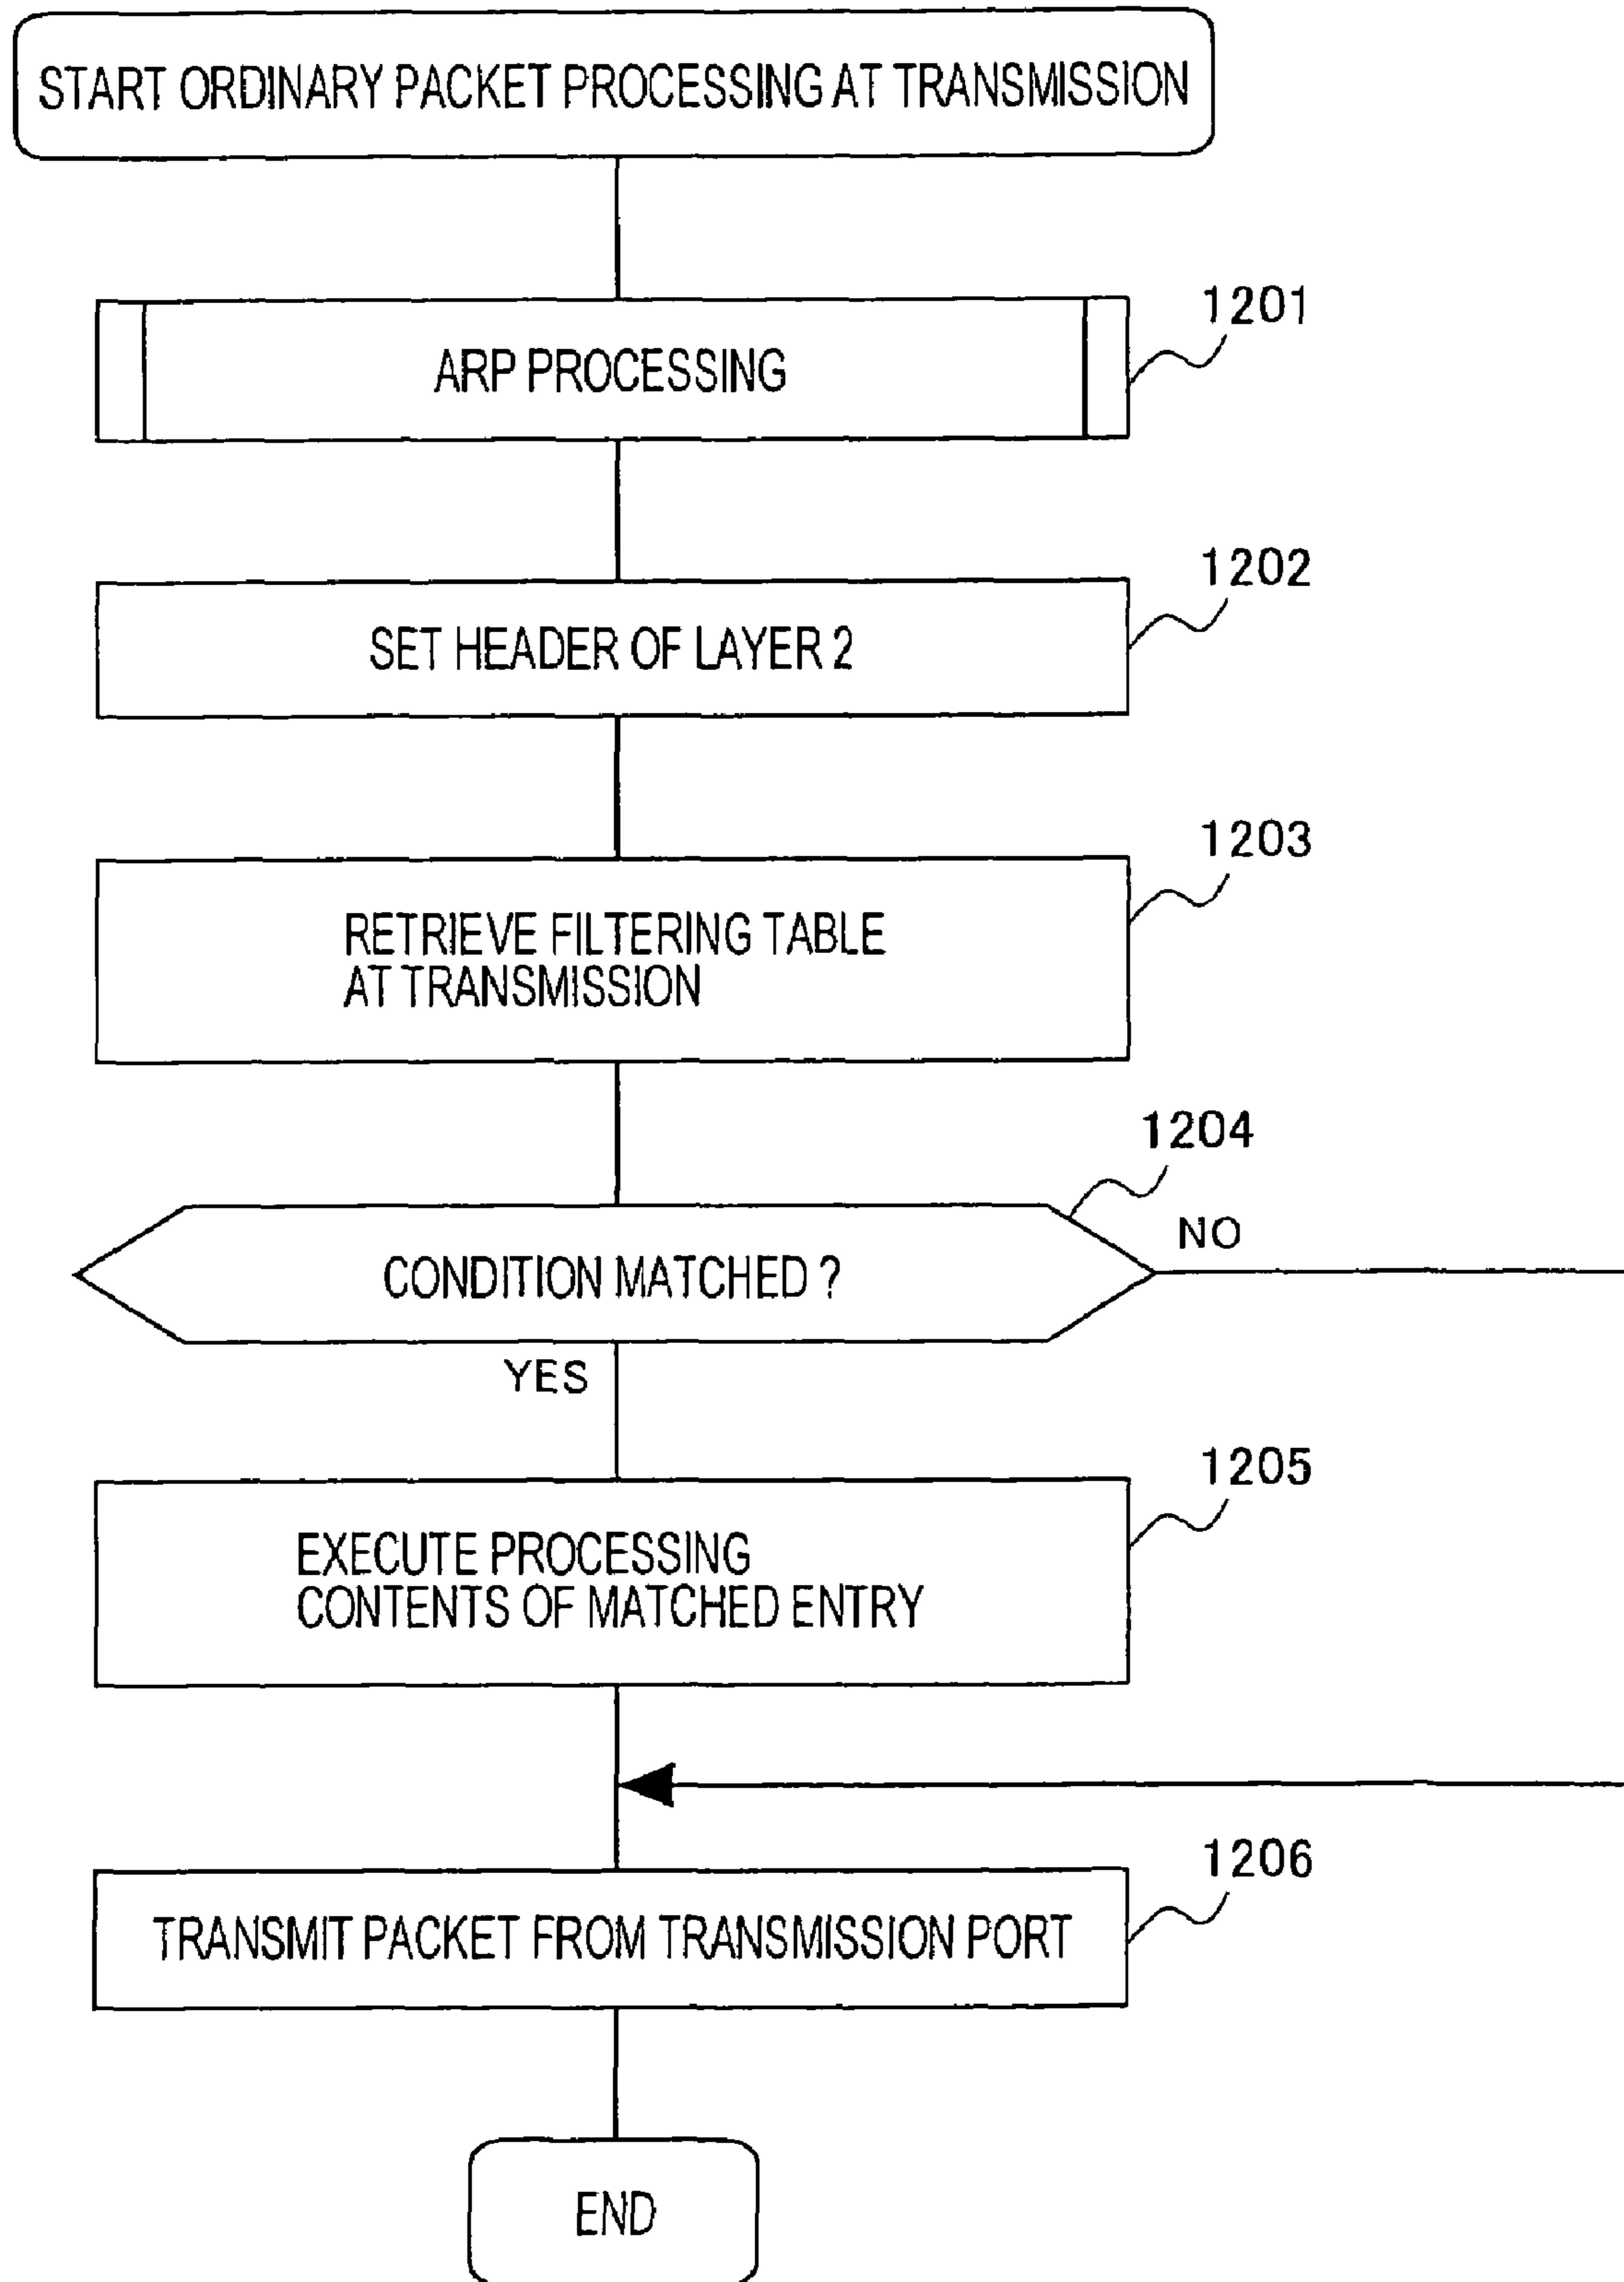 START ORDINARY PACKET PROCESSING AT TRANSMISSION
1201
ARP PROCESSING
1202
SET HEADER OF LAYER 2
1203
RETRIEVE FILTERING TABLE
AT TRANSMISSION
1204
NO
CONDITION MATCHED ?
YES
1205
EXECUTE PROCESSING
CONTENTS OF MATCHED ENTRY
1206
TRANSMIT PACKET FROM TRANSMISSION PORT
END